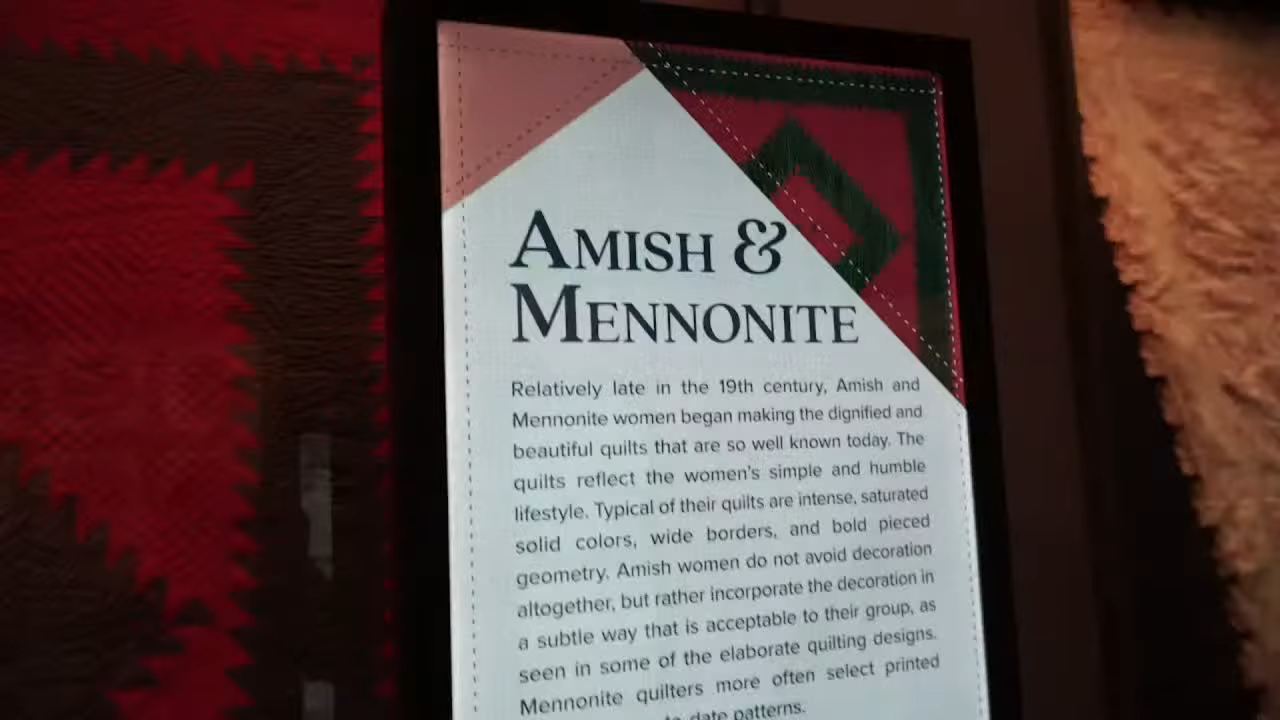 AMISH &
MENNONITE
Relatively late in the 19th century, Amish and
Mennonite women began making the dignified and
beautiful quilts that are so well known today. The
quilts reflect the women's simple and humble
lifestyle. Typical of their quilts are intense, saturated
solid colors, wide borders, and bold pieced
geometry. Amish women do not avoid decoration
altogether, but rather incorporate the decoration in
a subtle way that is acceptable to their group, as
seen in some of the elaborate quilting designs.
Mennonite quilters more often select printed
date patterns.